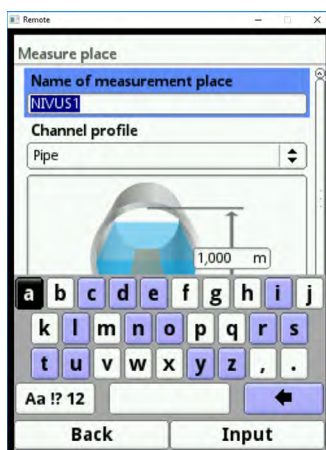 Remote
Measure place
Name of measurement place
NIVUS1
Channel profile
Pipe
1,000 m
a b c d e f g h i j
k l m n o p q r s
t u v w x y z , .
Aa !? 12
Back Input